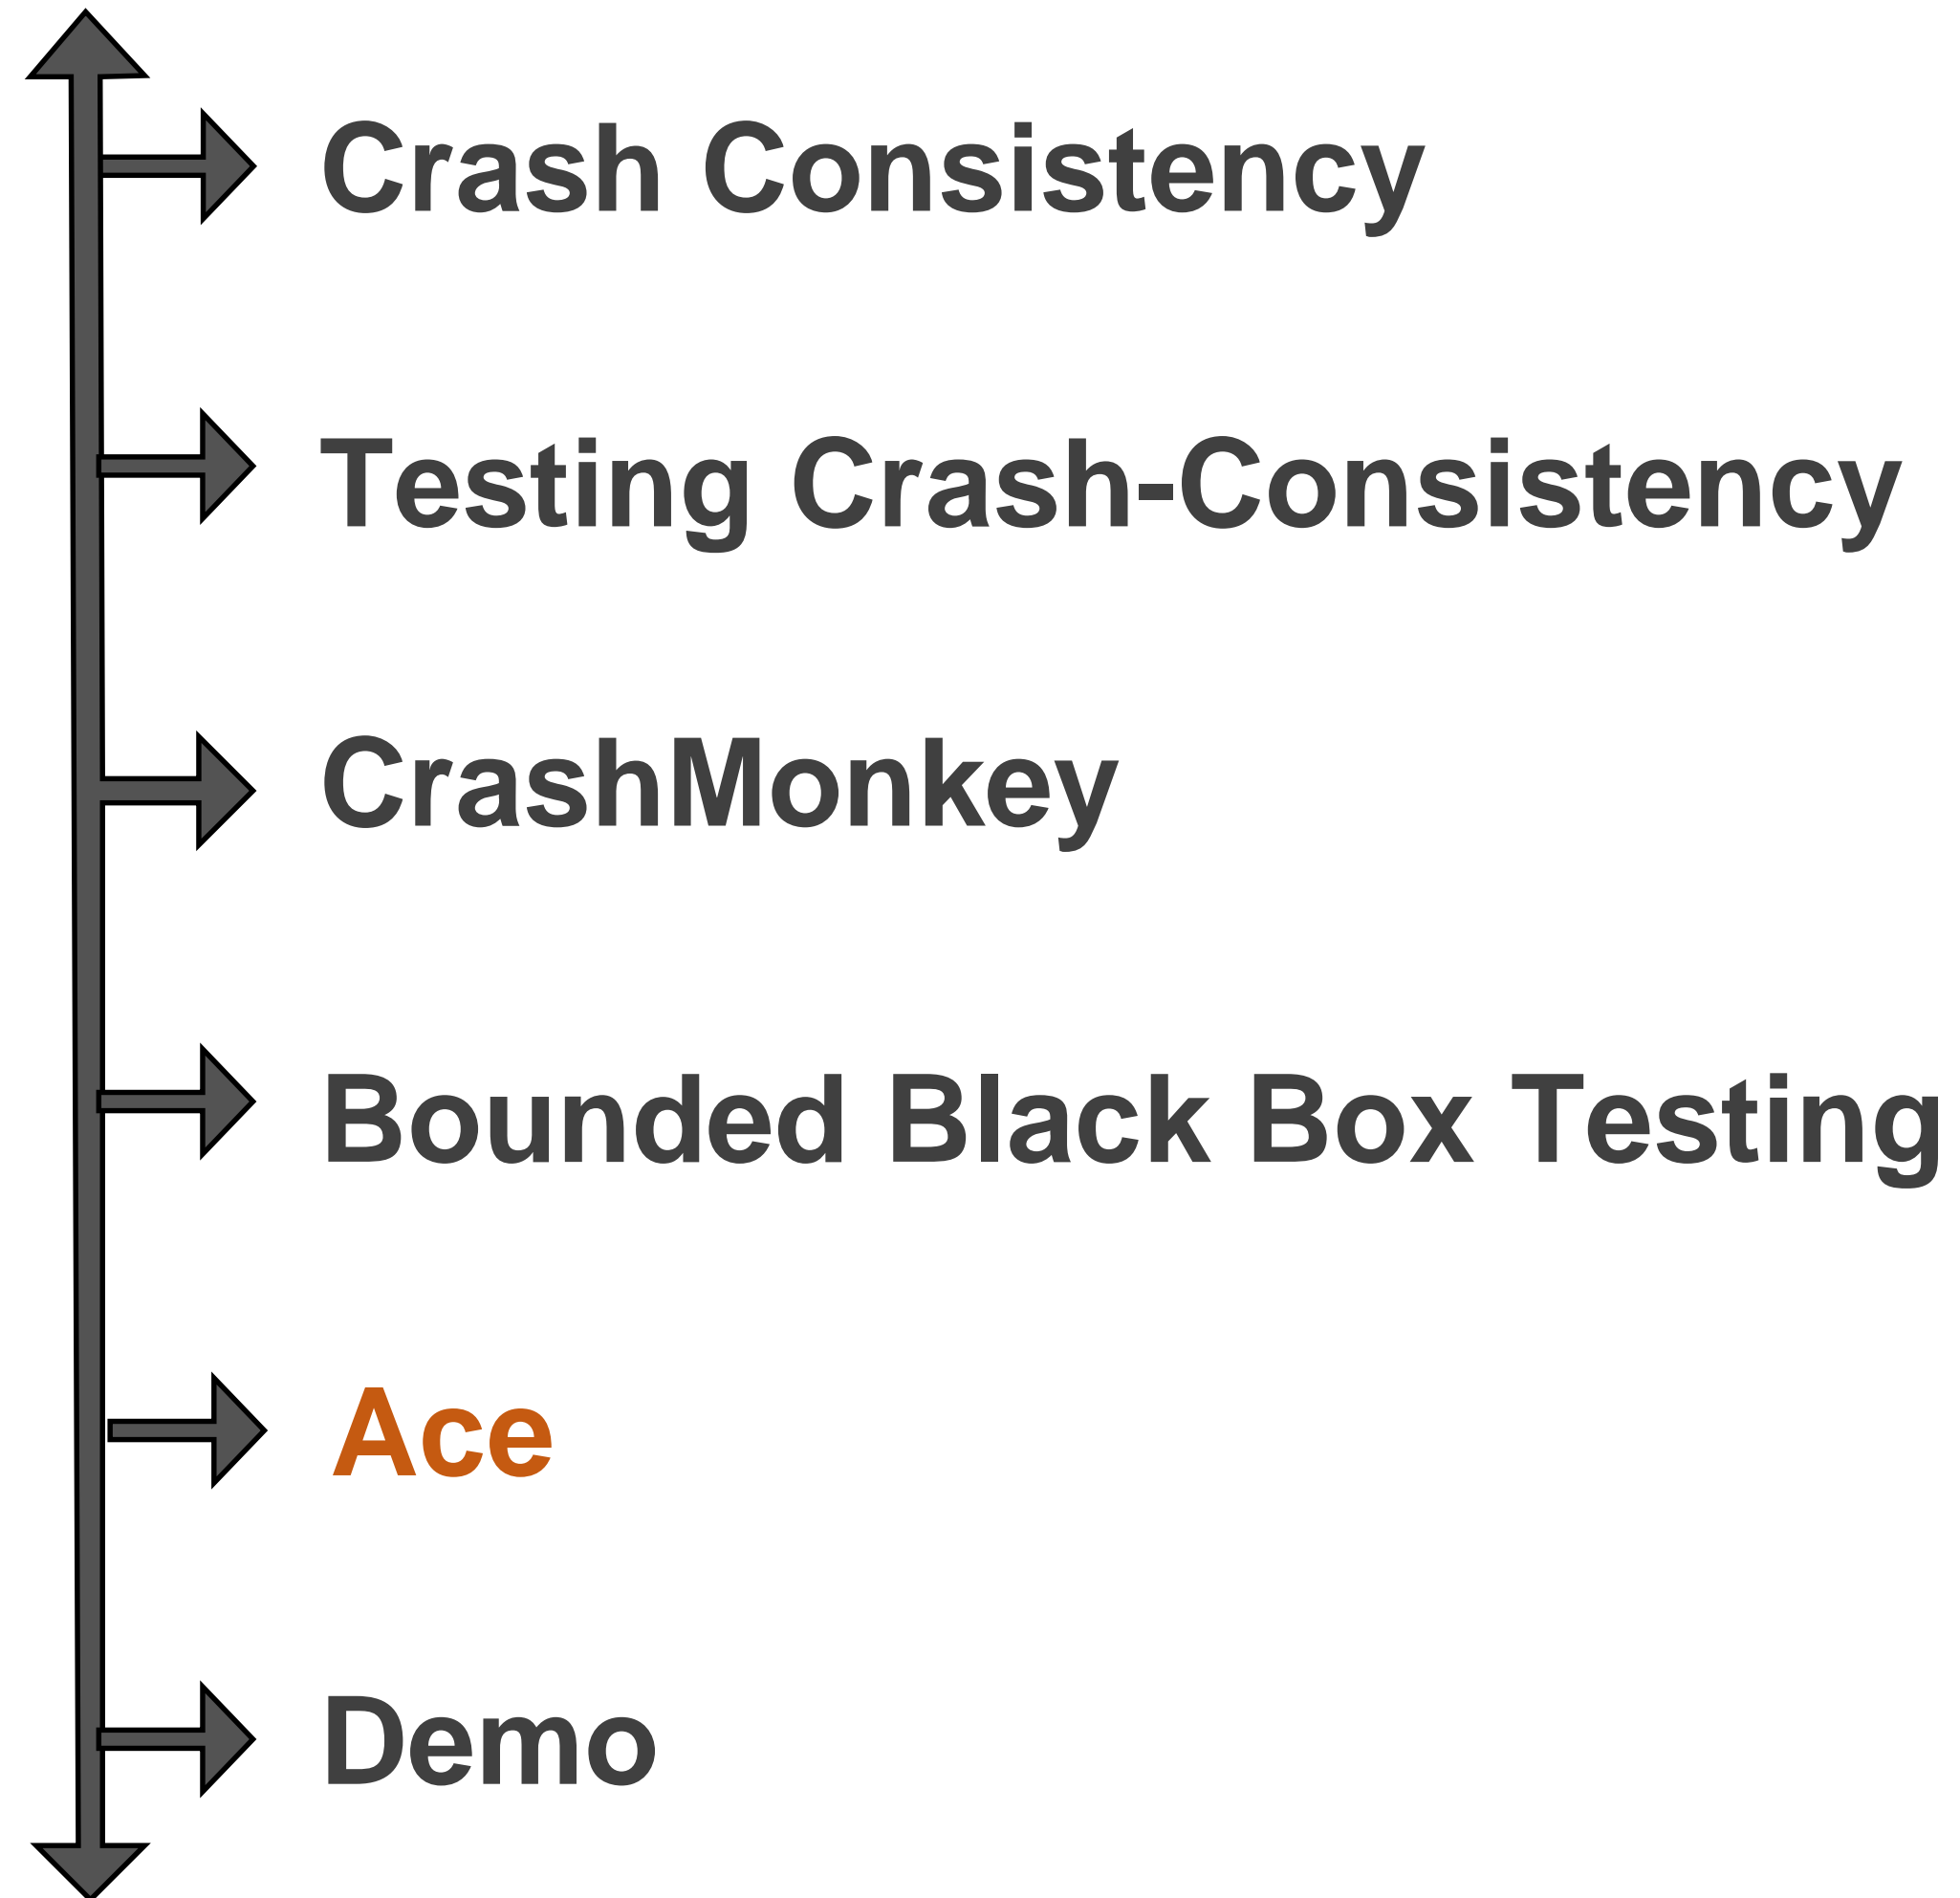 Crash Consistency
Testing Crash-Consistency
CrashMonkey
Bounded Black Box Testing
Ace
Demo